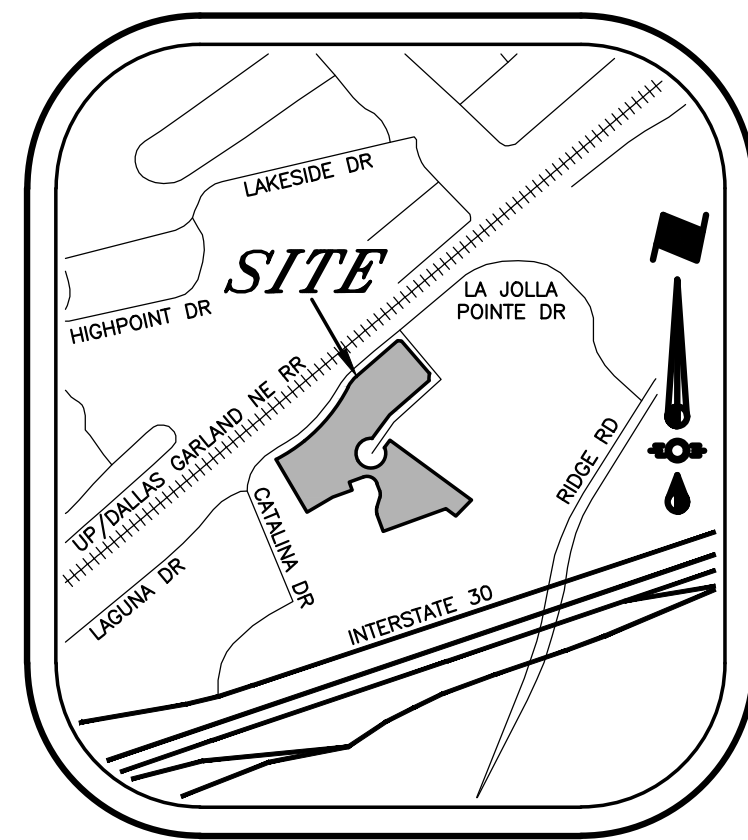 LAKESIDE DR
SITE
LA JOLLA
POINTE DR
HIGHPOINT DR
UP/DALLAS GARLAND NE RR
RIDGE RD
CATALINA DR
LAGUNA DR
INTERSTATE 30